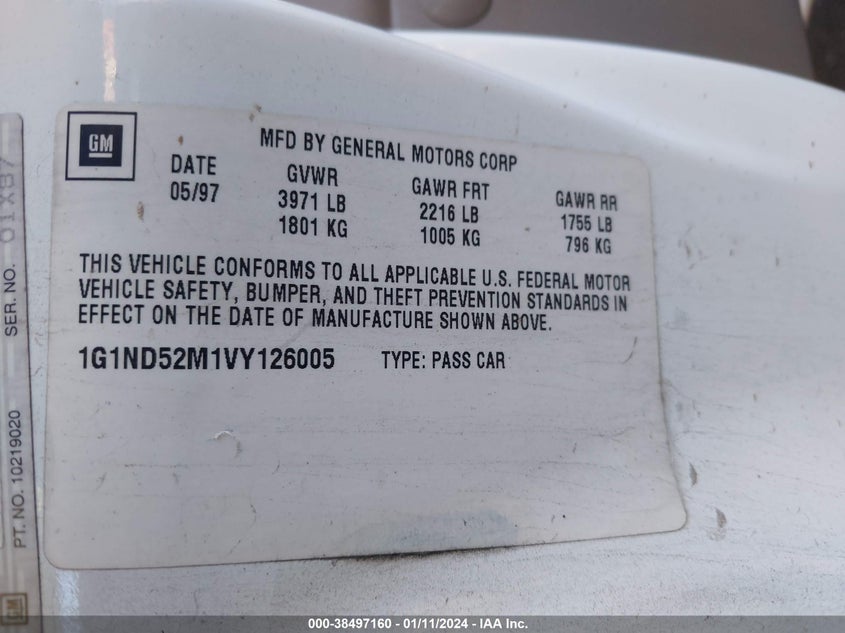 GM
MFD BY GENERAL MOTORS CORP
DATE GVWR GAWR FRT GAWR RR
05/97 3971 LB 2216 LB 1755 LB
1801 KG 1005 KG 796 KG
THIS VEHICLE CONFORMS TO ALL APPLICABLE U.S. FEDERAL MOTOR
VEHICLE SAFETY, BUMPER, AND THEFT PREVENTION STANDARDS IN
EFFECT ON THE DATE OF MANUFACTURE SHOWN ABOVE.
1G1ND52M1VY126005 TYPE: PASS CAR
SER. NO.
PT. NO. 10219020
GM
000-38497160 - 01/11/2024 - IAA Inc.